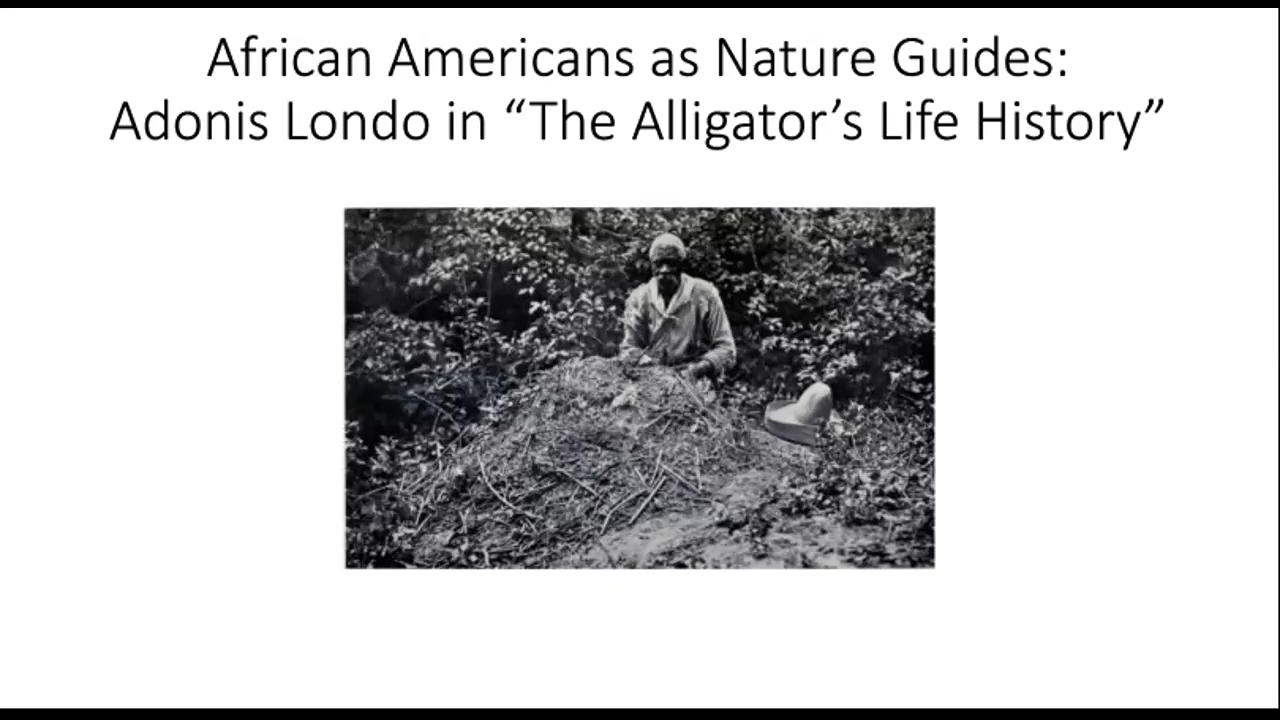 African Americans as Nature Guides:
Adonis Londo in “The Alligator’s Life History”